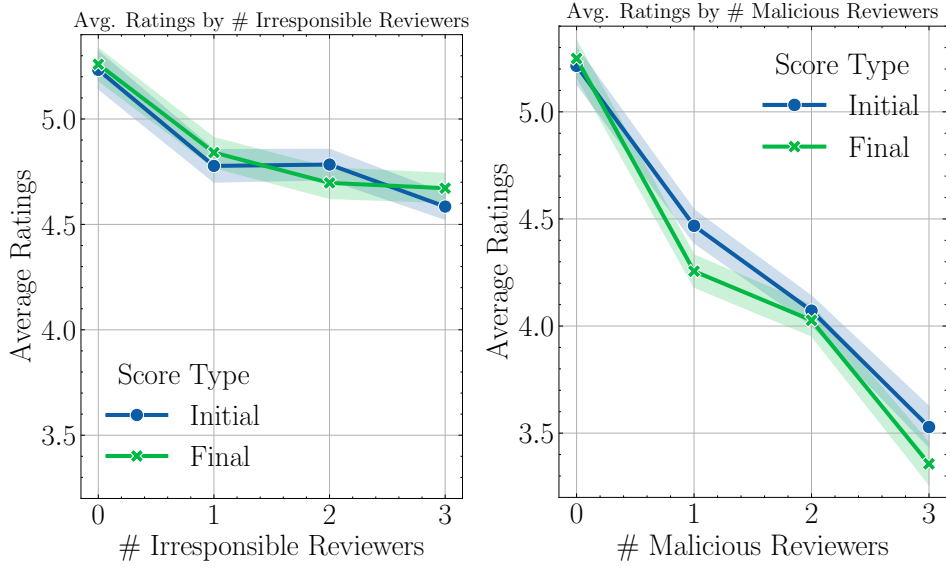 Avg. Ratings by # Irresponsible Reviewers
5.0
4.5
4.0
3.5
Average Ratings
Score Type
Initial
Final
0 1 2 3
# Irresponsible Reviewers
Avg. Ratings by # Malicious Reviewers
5.0
4.5
4.0
3.5
Average Ratings
Score Type
Initial
Final
0 1 2 3
# Malicious Reviewers